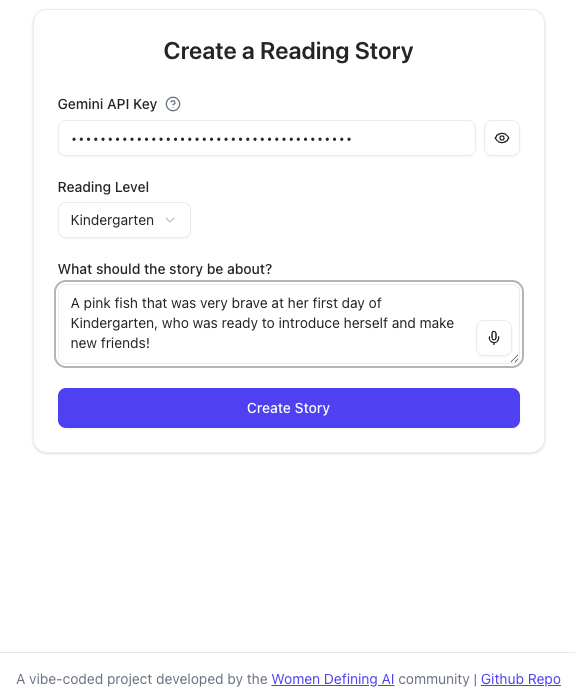 Create a Reading Story
Gemini API Key
•••••••••••••••••••••••••••••••••••••••
Reading Level
Kindergarten
What should the story be about?
A pink fish that was very brave at her first day of
Kindergarten, who was ready to introduce herself and make
new friends!
Create Story
A vibe-coded project developed by the Women Defining AI community | Github Repo